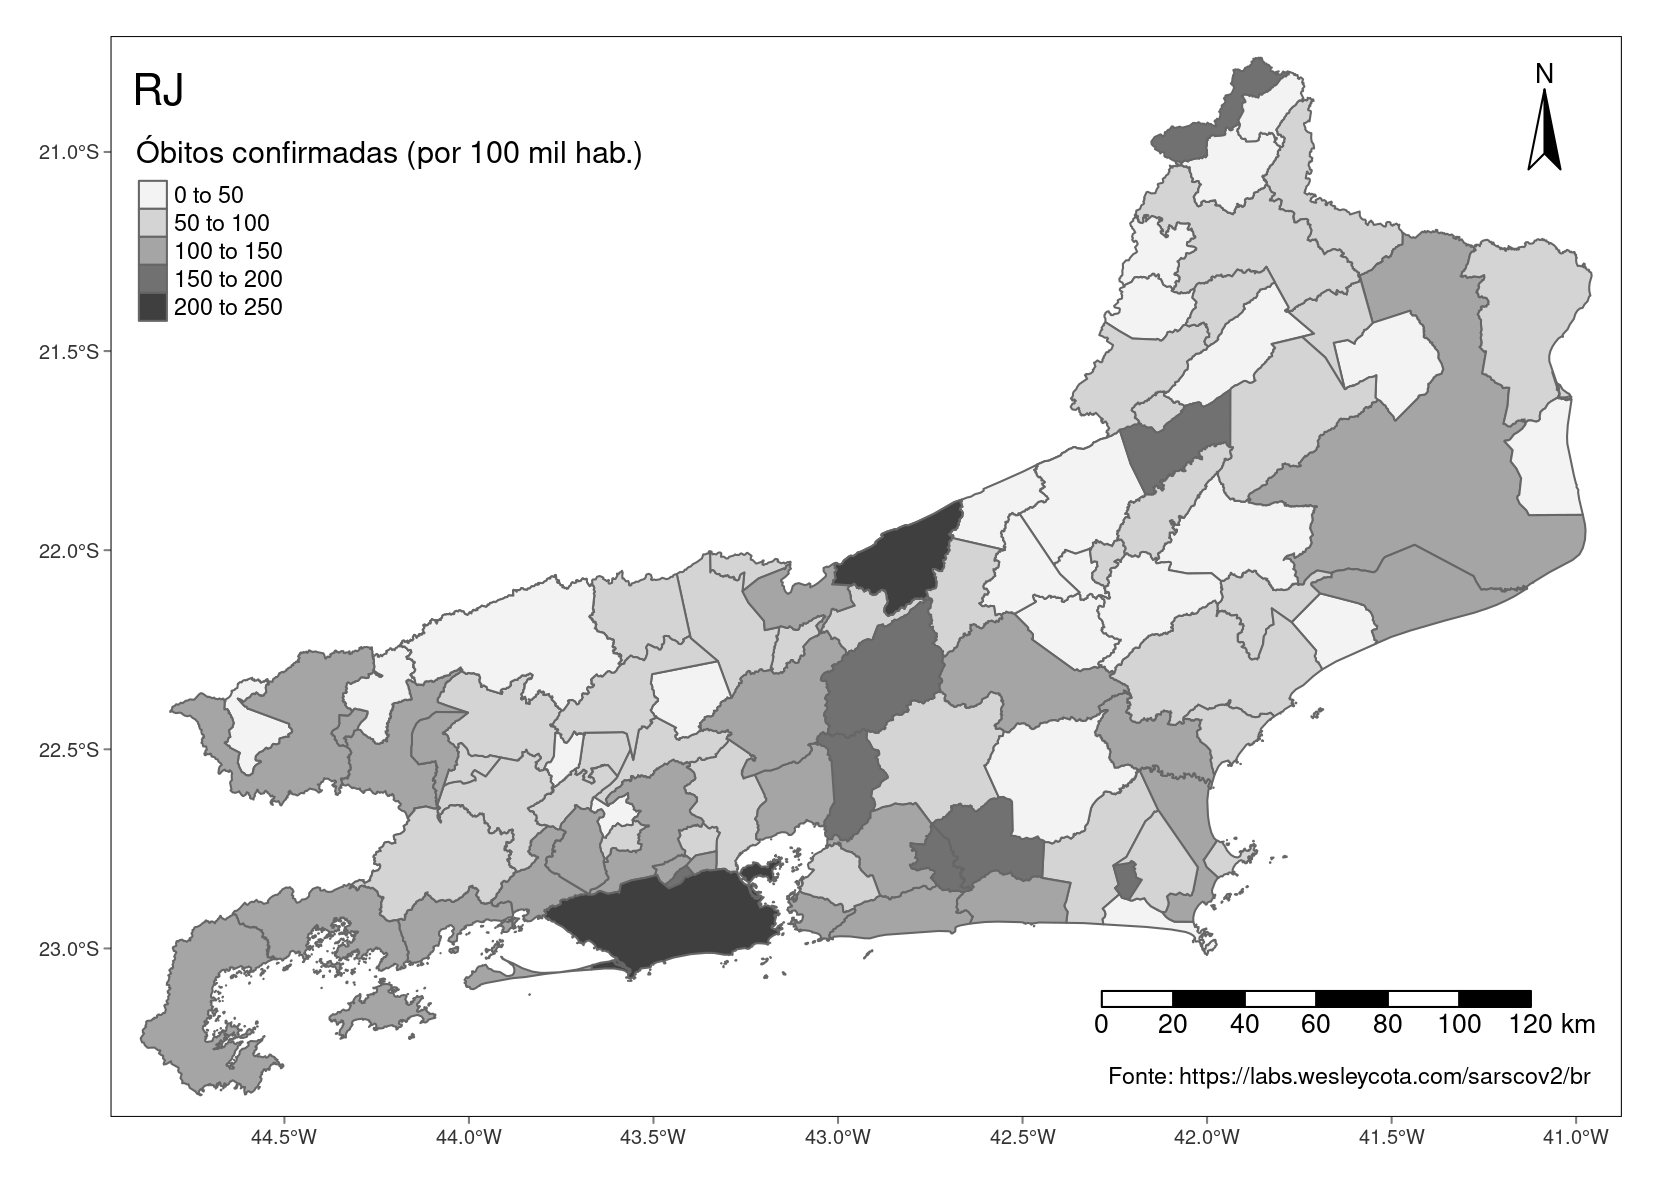 RJ
Óbitos confirmadas (por 100 mil hab.)
0 to 50
50 to 100
100 to 150
150 to 200
200 to 250
N
21.0°S
21.5°S
22.0°S
22.5°S
23.0°S
0 20 40 60 80 100 120 km
Fonte: https://labs.wesleycota.com/sarscov2/br
44.5°W 44.0°W 43.5°W 43.0°W 42.5°W 42.0°W 41.5°W 41.0°W